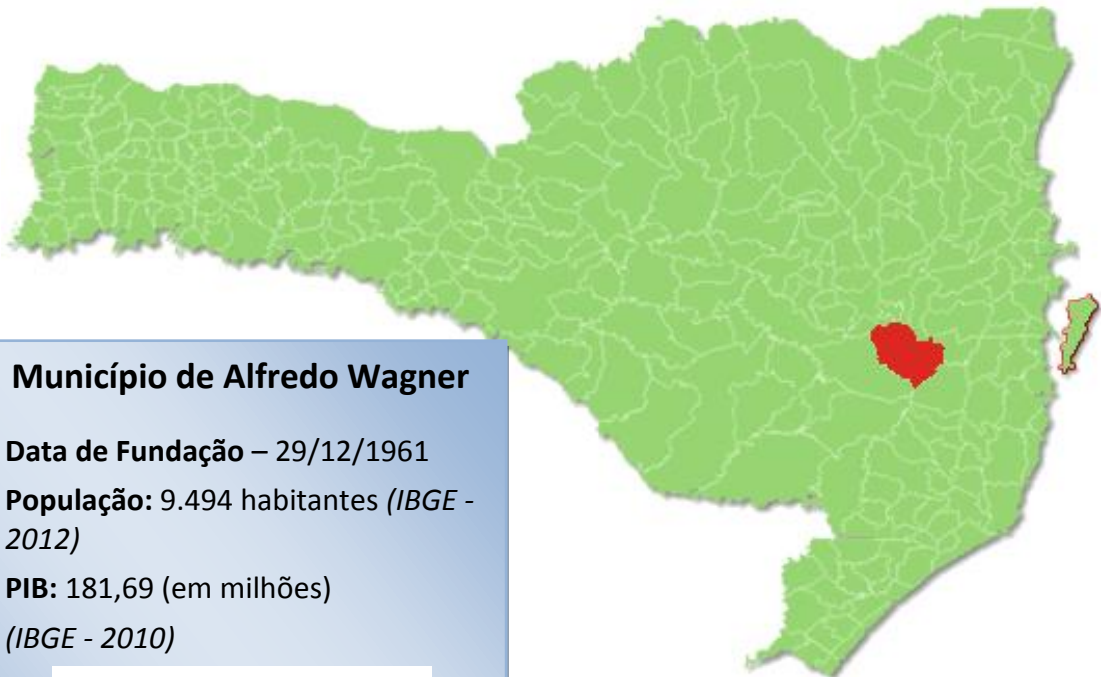 Município de Alfredo Wagner
Data de Fundação – 29/12/1961
População: 9.494 habitantes (IBGE -
2012)
PIB: 181,69 (em milhões)
(IBGE - 2010)